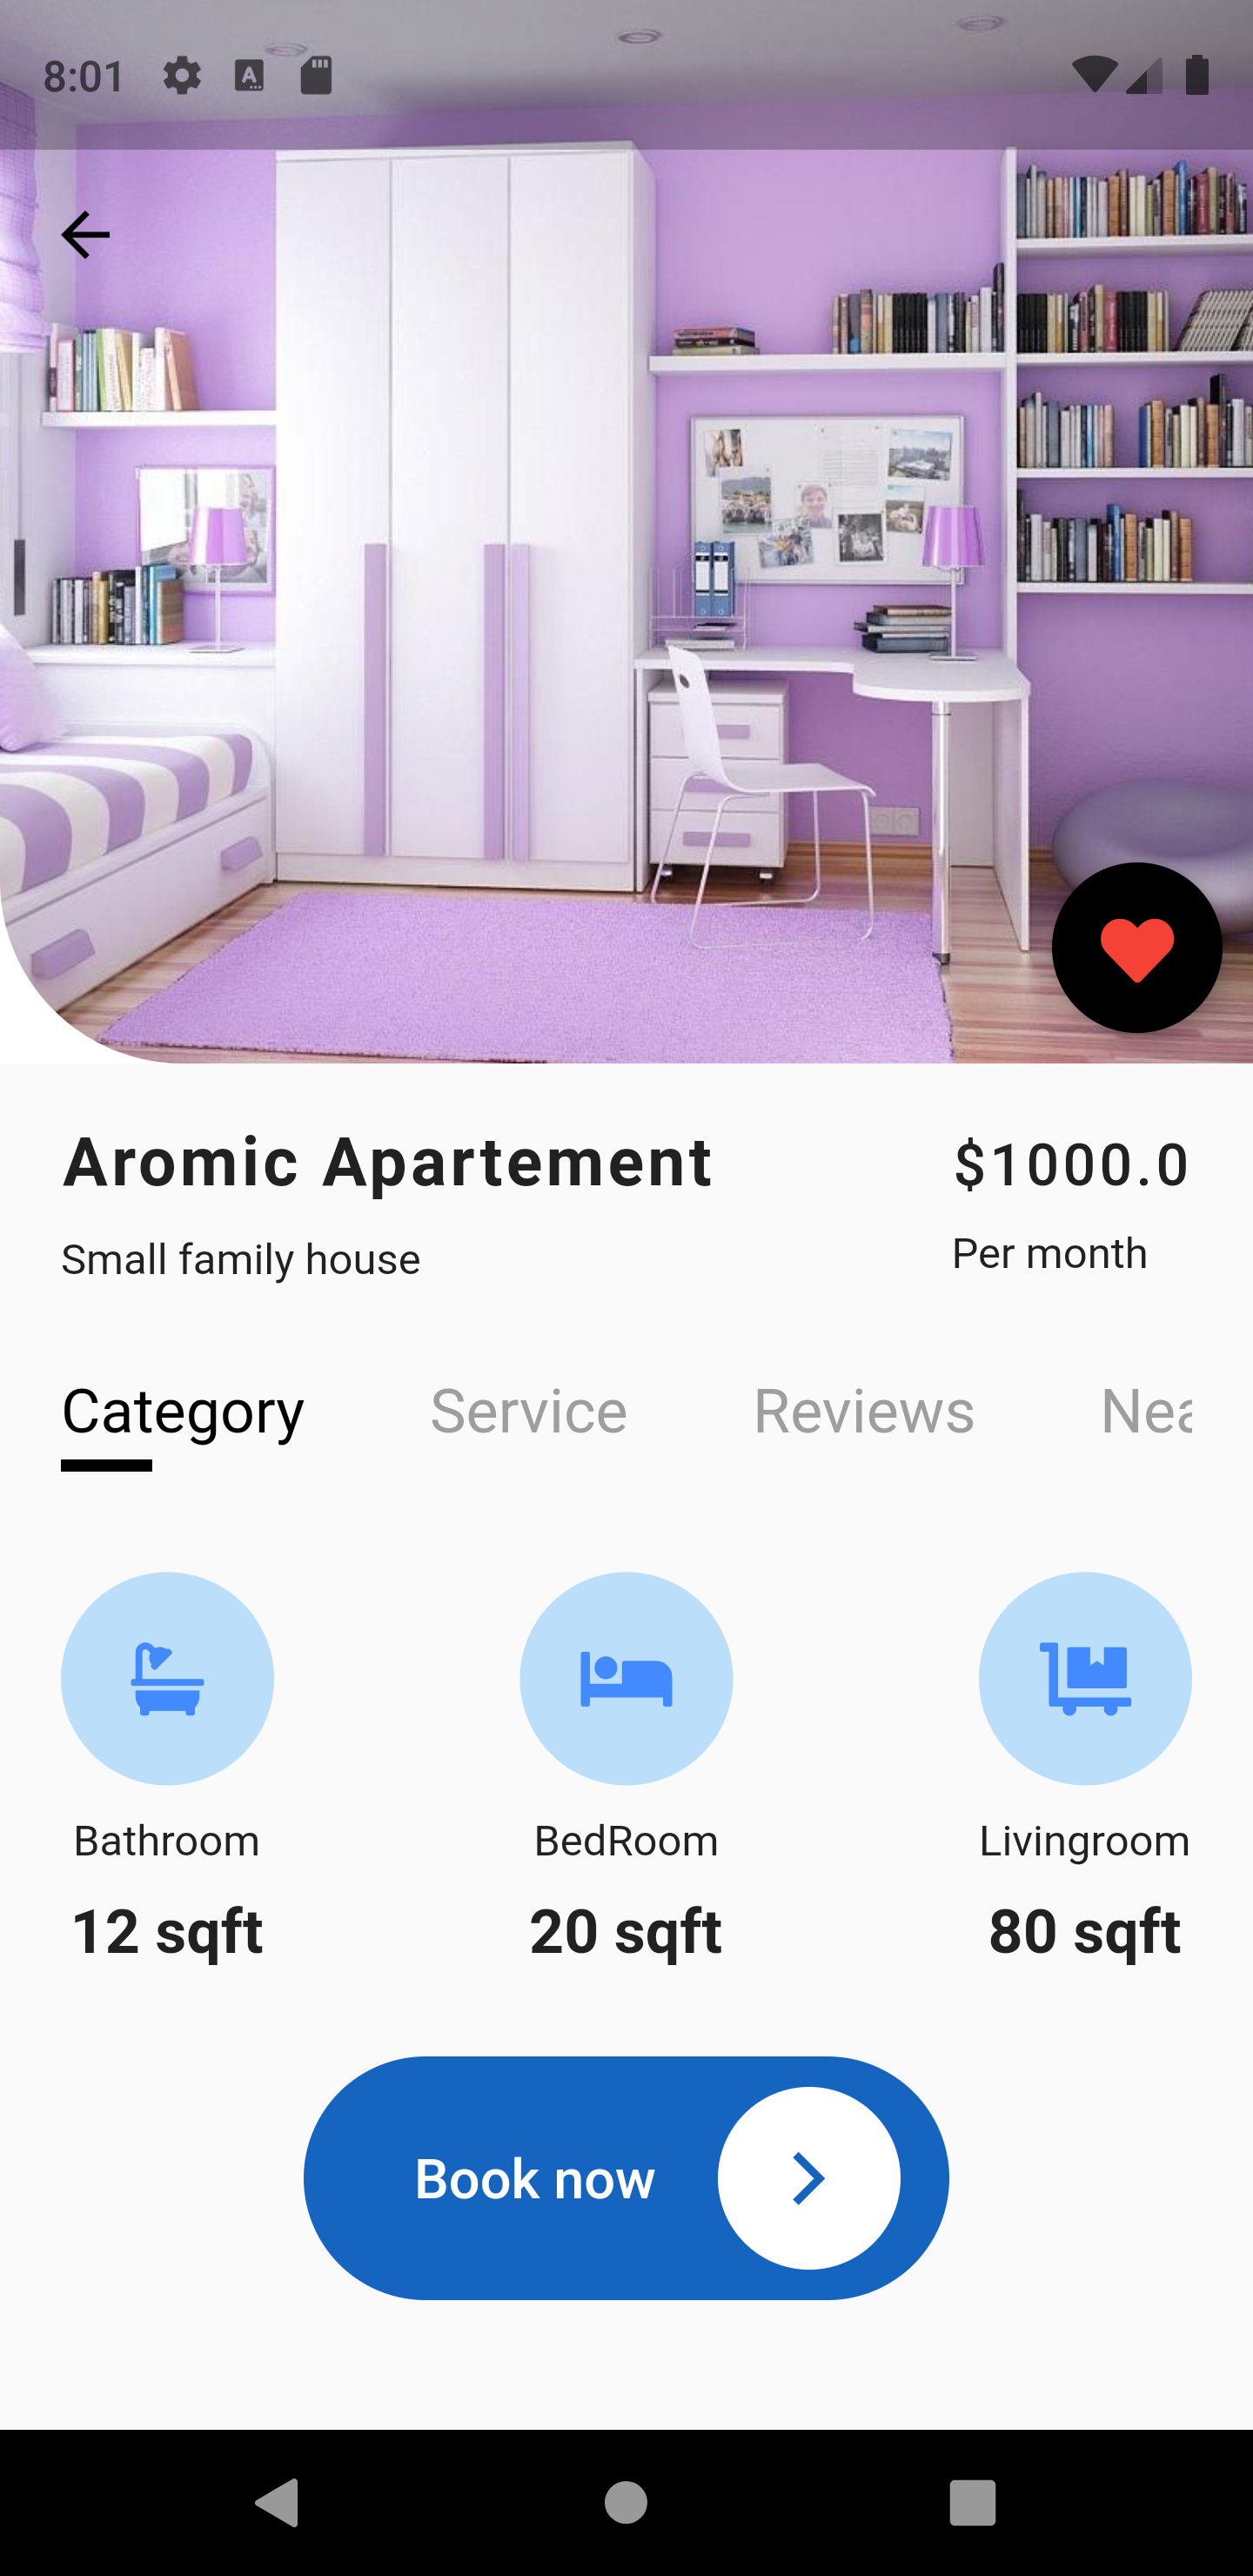 8:01
Aromic Apartement
$1000.0
Small family house
Per month
Category Service Reviews Nea
Bathroom BedRoom Livingroom
12 sqft 20 sqft 80 sqft
Book now